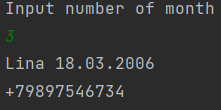 Input number of month
3
Lina 18.03.2006
+79897546734